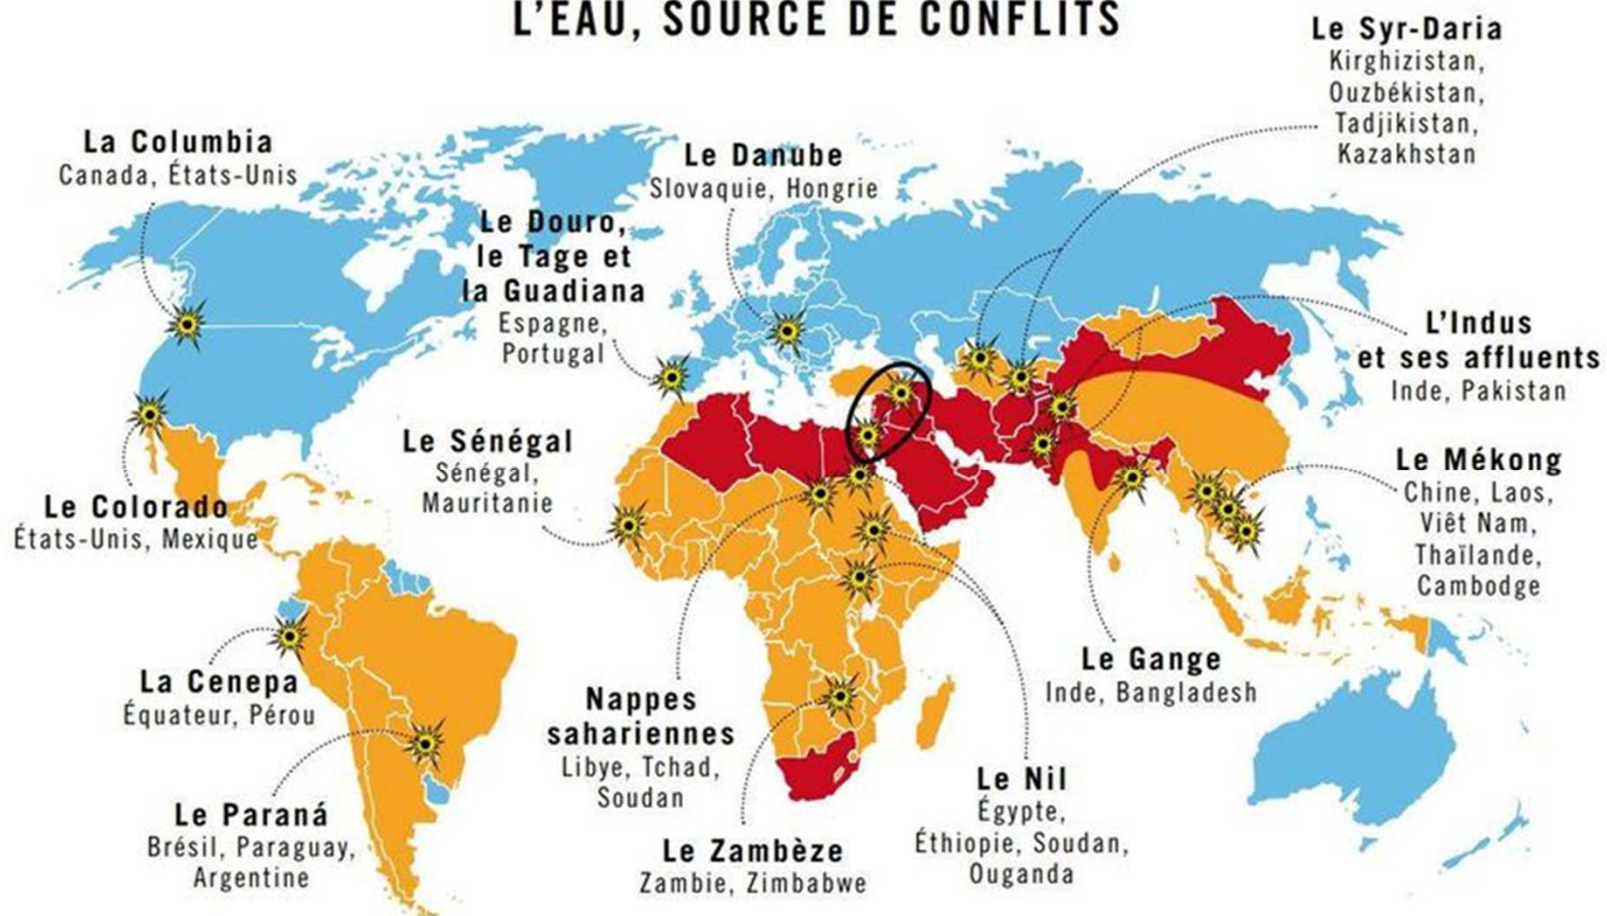 L'EAU, SOURCE DE CONFLITS
Le Syr-Daria
Kirghizistan,
Ouzbékistan,
Tadjikistan,
Kazakhstan
La Columbia
Canada, États-Unis
Le Danube
Slovaquie, Hongrie
Le Douro,
le Tage et
la Guadiana
Espagne,
Portugal
L'Indus
et ses affluents
Inde, Pakistan
Le Sénégal
Sénégal,
Mauritanie
Le Mékong
Chine, Laos,
Viêt Nam,
Thaïlande,
Cambodge
Le Colorado
États-Unis, Mexique
Le Gange
Inde, Bangladesh
La Cenepa
Équateur, Pérou
Nappes
sahariennes
Libye, Tchad,
Soudan
Le Nil
Égypte,
Éthiopie, Soudan,
Ouganda
Le Paraná
Brésil, Paraguay,
Argentine
Le Zambèze
Zambie, Zimbabwe